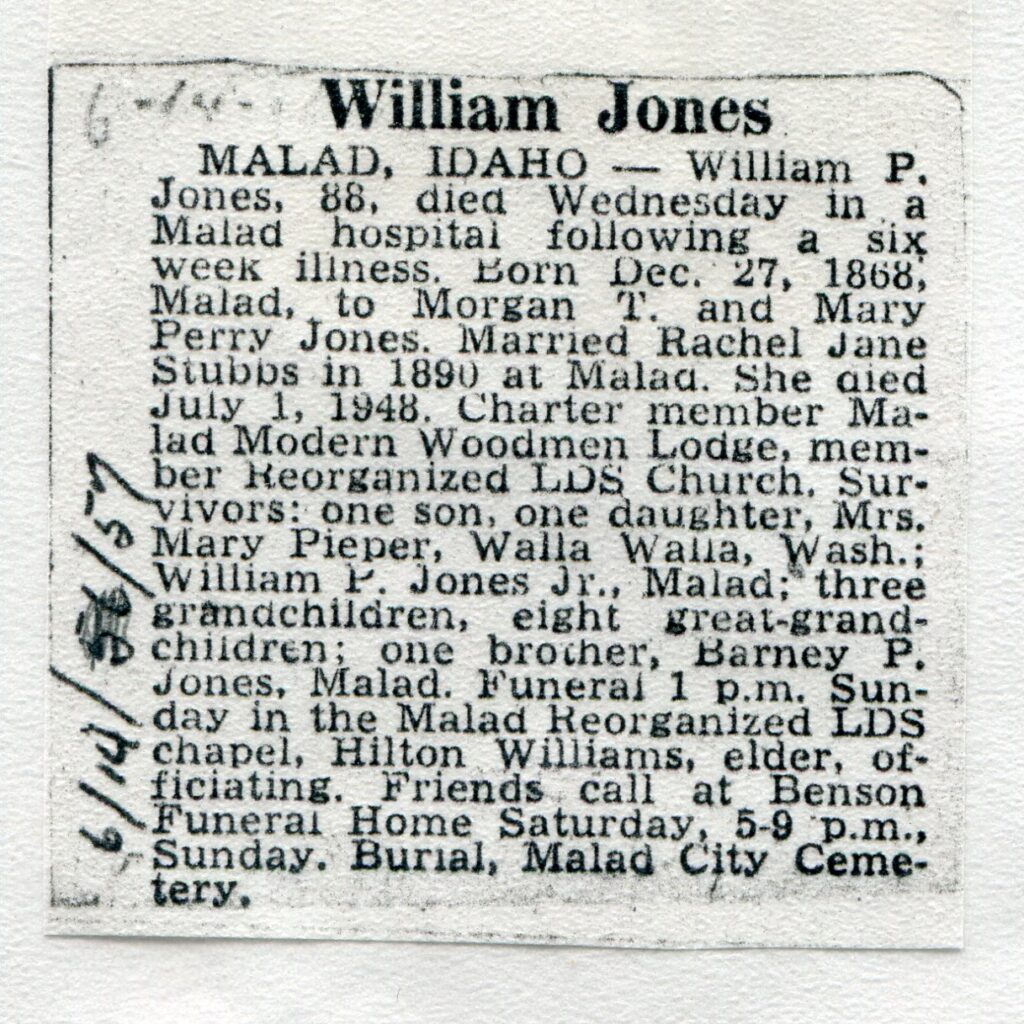 William Jones
MALAD, IDAHO — William P.
Jones, 88, died Wednesday in a
Malad hospital following a six
week illness. Born Dec. 27, 1868,
Malad, to Morgan T. and Mary
Perry Jones. Married Rachel Jane
Stubbs in 1890 at Malad. She died
July 1, 1948. Charter member Ma-
lad Modern Woodmen Lodge, mem-
ber Reorganized LDS Church. Sur-
vivors: one son, one daughter, Mrs.
Mary Pieper, Walla Walla, Wash.;
William P. Jones Jr., Malad; three
grandchildren, eight great-grand-
children; one brother, Barney P.
Jones, Malad. Funeral 1 p.m. Sun-
day in the Malad Reorganized LDS
chapel, Hilton Williams, elder, of-
ficiating. Friends call at Benson
Funeral Home Saturday, 5-9 p.m.,
Sunday. Burial, Malad City Ceme-
tery.
6/14/57